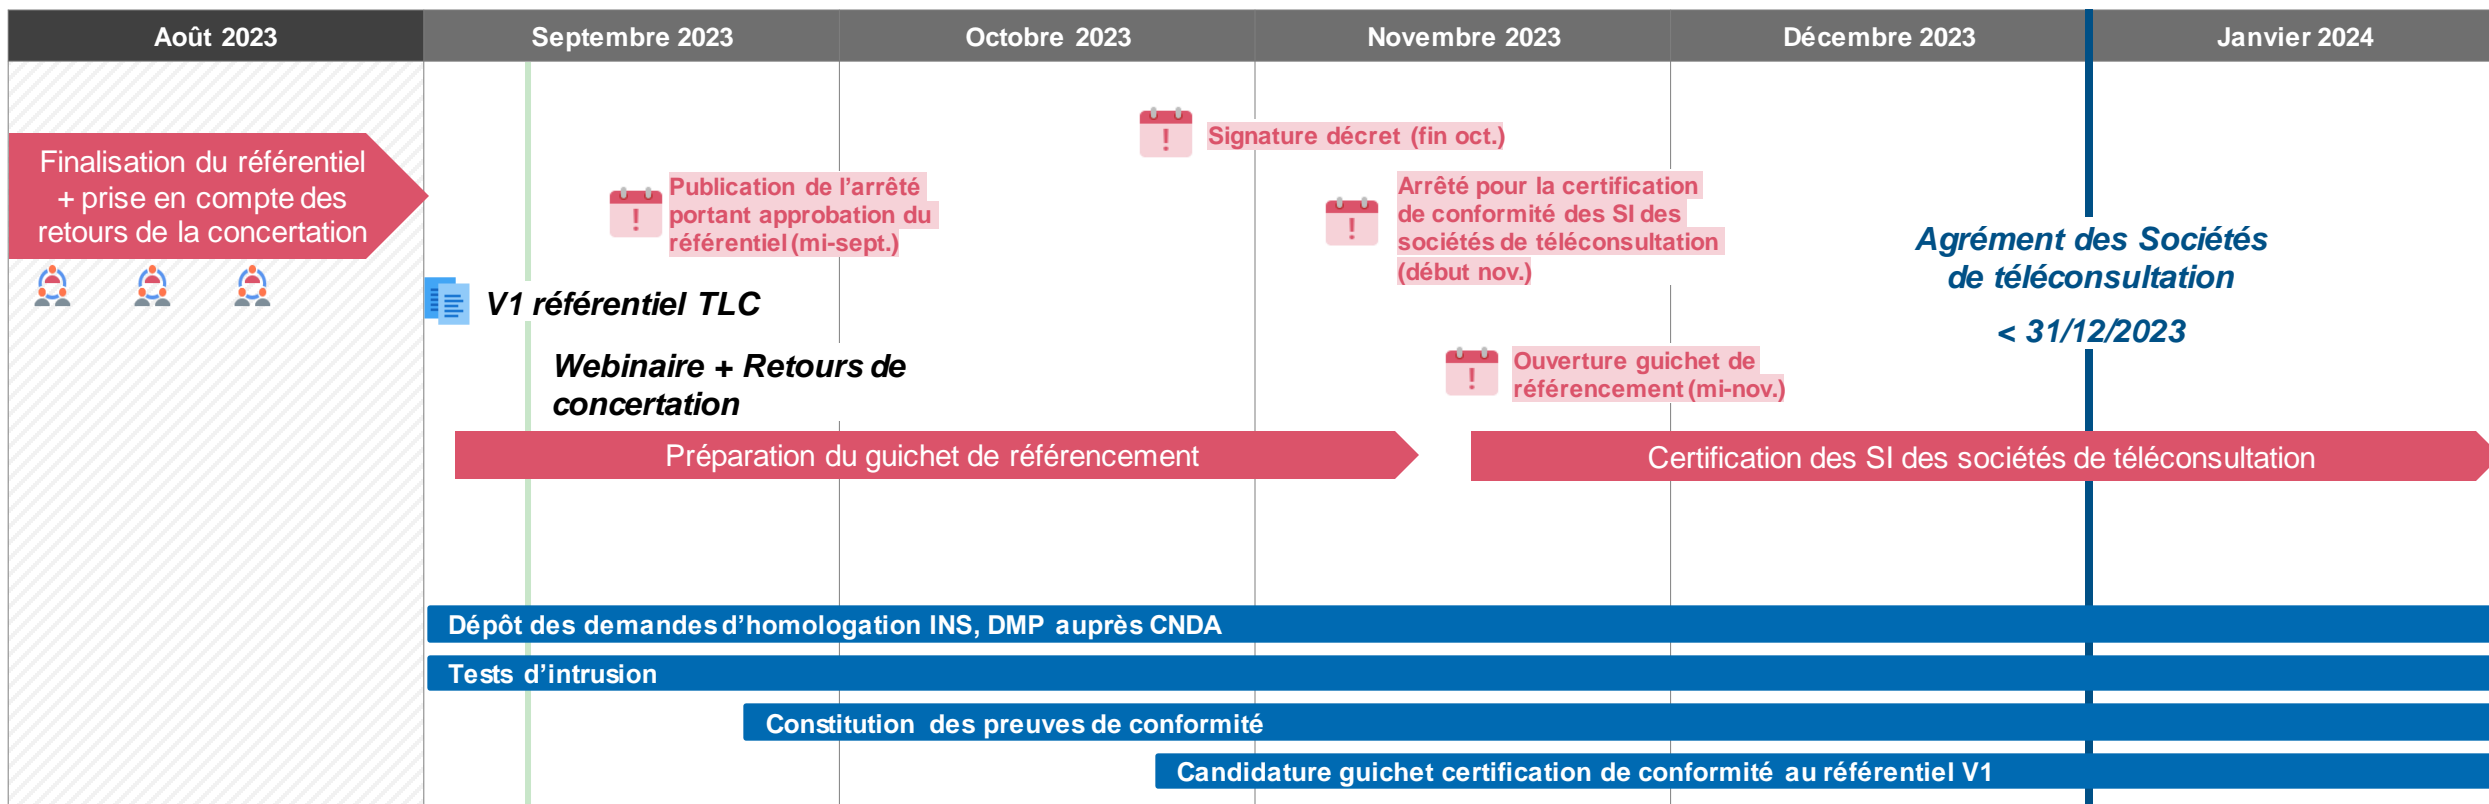 Août 2023
Septembre 2023
Octobre 2023
Novembre 2023
Décembre 2023
Janvier 2024
Finalisation du référentiel
+ prise en compte des
retours de la concertation
Signature décret (fin oct.)
Publication de l'arrêté
portant approbation du
référentiel (mi-sept.)
Arrêté pour la certification
de conformité des SI des
sociétés de téléconsultation
(début nov.)
Agrément des Sociétés
de téléconsultation
< 31/12/2023
V1 référentiel TLC
Webinaire + Retours de
concertation
Ouverture guichet de
référencement (mi-nov.)
Préparation du guichet de référencement
Certification des SI des sociétés de téléconsultation
Dépôt des demandes d'homologation INS, DMP auprès CNDA
Tests d'intrusion
Constitution des preuves de conformité
Candidature guichet certification de conformité au référentiel V1